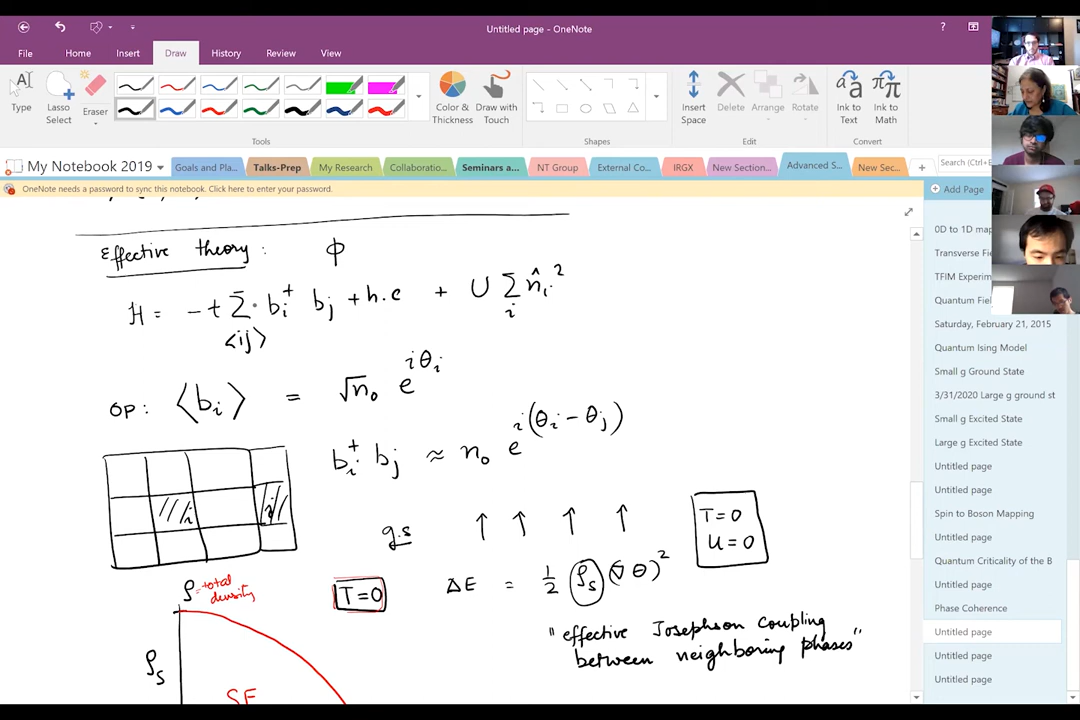 Untitled page - OneNote
File Home Insert Draw History Review View
Type
Lasso Select
Eraser
Color & Thickness
Draw with Touch
Insert Space
Delete
Arrange
Rotate
Ink to Text
Ink to Math
Tools
Shapes
Edit
Convert
My Notebook 2019
Goals and Pla...
Talks-Prep
My Research
Collaboratio...
Seminars a...
NT Group
External Co...
IRGX
New Section...
Advanced S...
New Sec...
Search (Ctrl+E
OneNote needs a password to sync this notebook. Click here to enter your password.
Add Page
Effective theory : ϕ
H = -t Σ_<ij> b_i^† b_j + h.c + U Σ_i n̂_i^2
OP: <b_i> = √n_0 e^{iθ_i}
b_i^† b_j ≈ n_0 e^{i(θ_i - θ_j)}
i
j
g.s ↑ ↑ ↑ ↑
T=0
U=0
T=0
ΔE = 1/2 ρ_s (∇θ)^2
"effective Josephson coupling
between neighboring phases"
ρ = total
density
ρ_s
SF
0D to 1D map
Transverse Fi
TFIM Experim
Quantum Fiel
Saturday, February 21, 2015
Quantum Ising Model
Small g Ground State
3/31/2020 Large g ground st
Small g Excited State
Large g Excited State
Untitled page
Untitled page
Spin to Boson Mapping
Untitled page
Quantum Criticality of the B
Untitled page
Phase Coherence
Untitled page
Untitled page
Untitled page